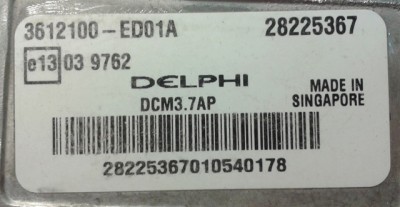 3612100-ED01A 28225367
e13 03 9762
DELPHI
DCM3.7AP
MADE IN
SINGAPORE
28225367010540178